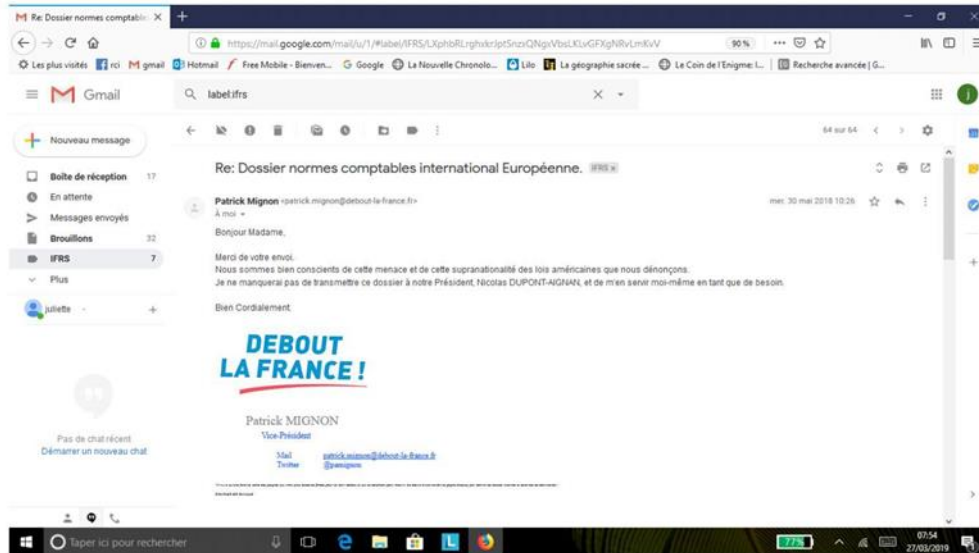 Re: Dossier normes comptable
https://mail.google.com/mail/u/1/#label/IFRS/
90 %
Les plus visités rci M gmail Hotmail Free Mobile - Bienven... Google La Nouvelle Chronolo... Lilo La géographie sacrée ... Le Coin de l'Enigme: l... Recherche avancée | G...
Gmail
label:ifrs
j
Nouveau message
64 sur 64
Boîte de réception 17
En attente
Messages envoyés
Brouillons 32
IFRS 7
Plus
juliette
Re: Dossier normes comptables international Européenne. IFRS x
Patrick Mignon <patrick.mignon@debout-la-france.fr>
mer. 30 mai 2018 10:26
À moi
Bonjour Madame,
Merci de votre envoi.
Nous sommes bien conscients de cette menace et de cette supranationalité des lois américaines que nous dénonçons.
Je ne manquerai pas de transmettre ce dossier à notre Président, Nicolas DUPONT-AIGNAN, et de m'en servir moi-même en tant que de besoin.
Bien Cordialement.
DEBOUT
LA FRANCE !
Patrick MIGNON
Vice-Président
Mail patrick.mignon@debout-la-france.fr
Twitter @pamignon
Pas de chat récent
Démarrer un nouveau chat
Taper ici pour rechercher
77%
07:54
27/03/2019